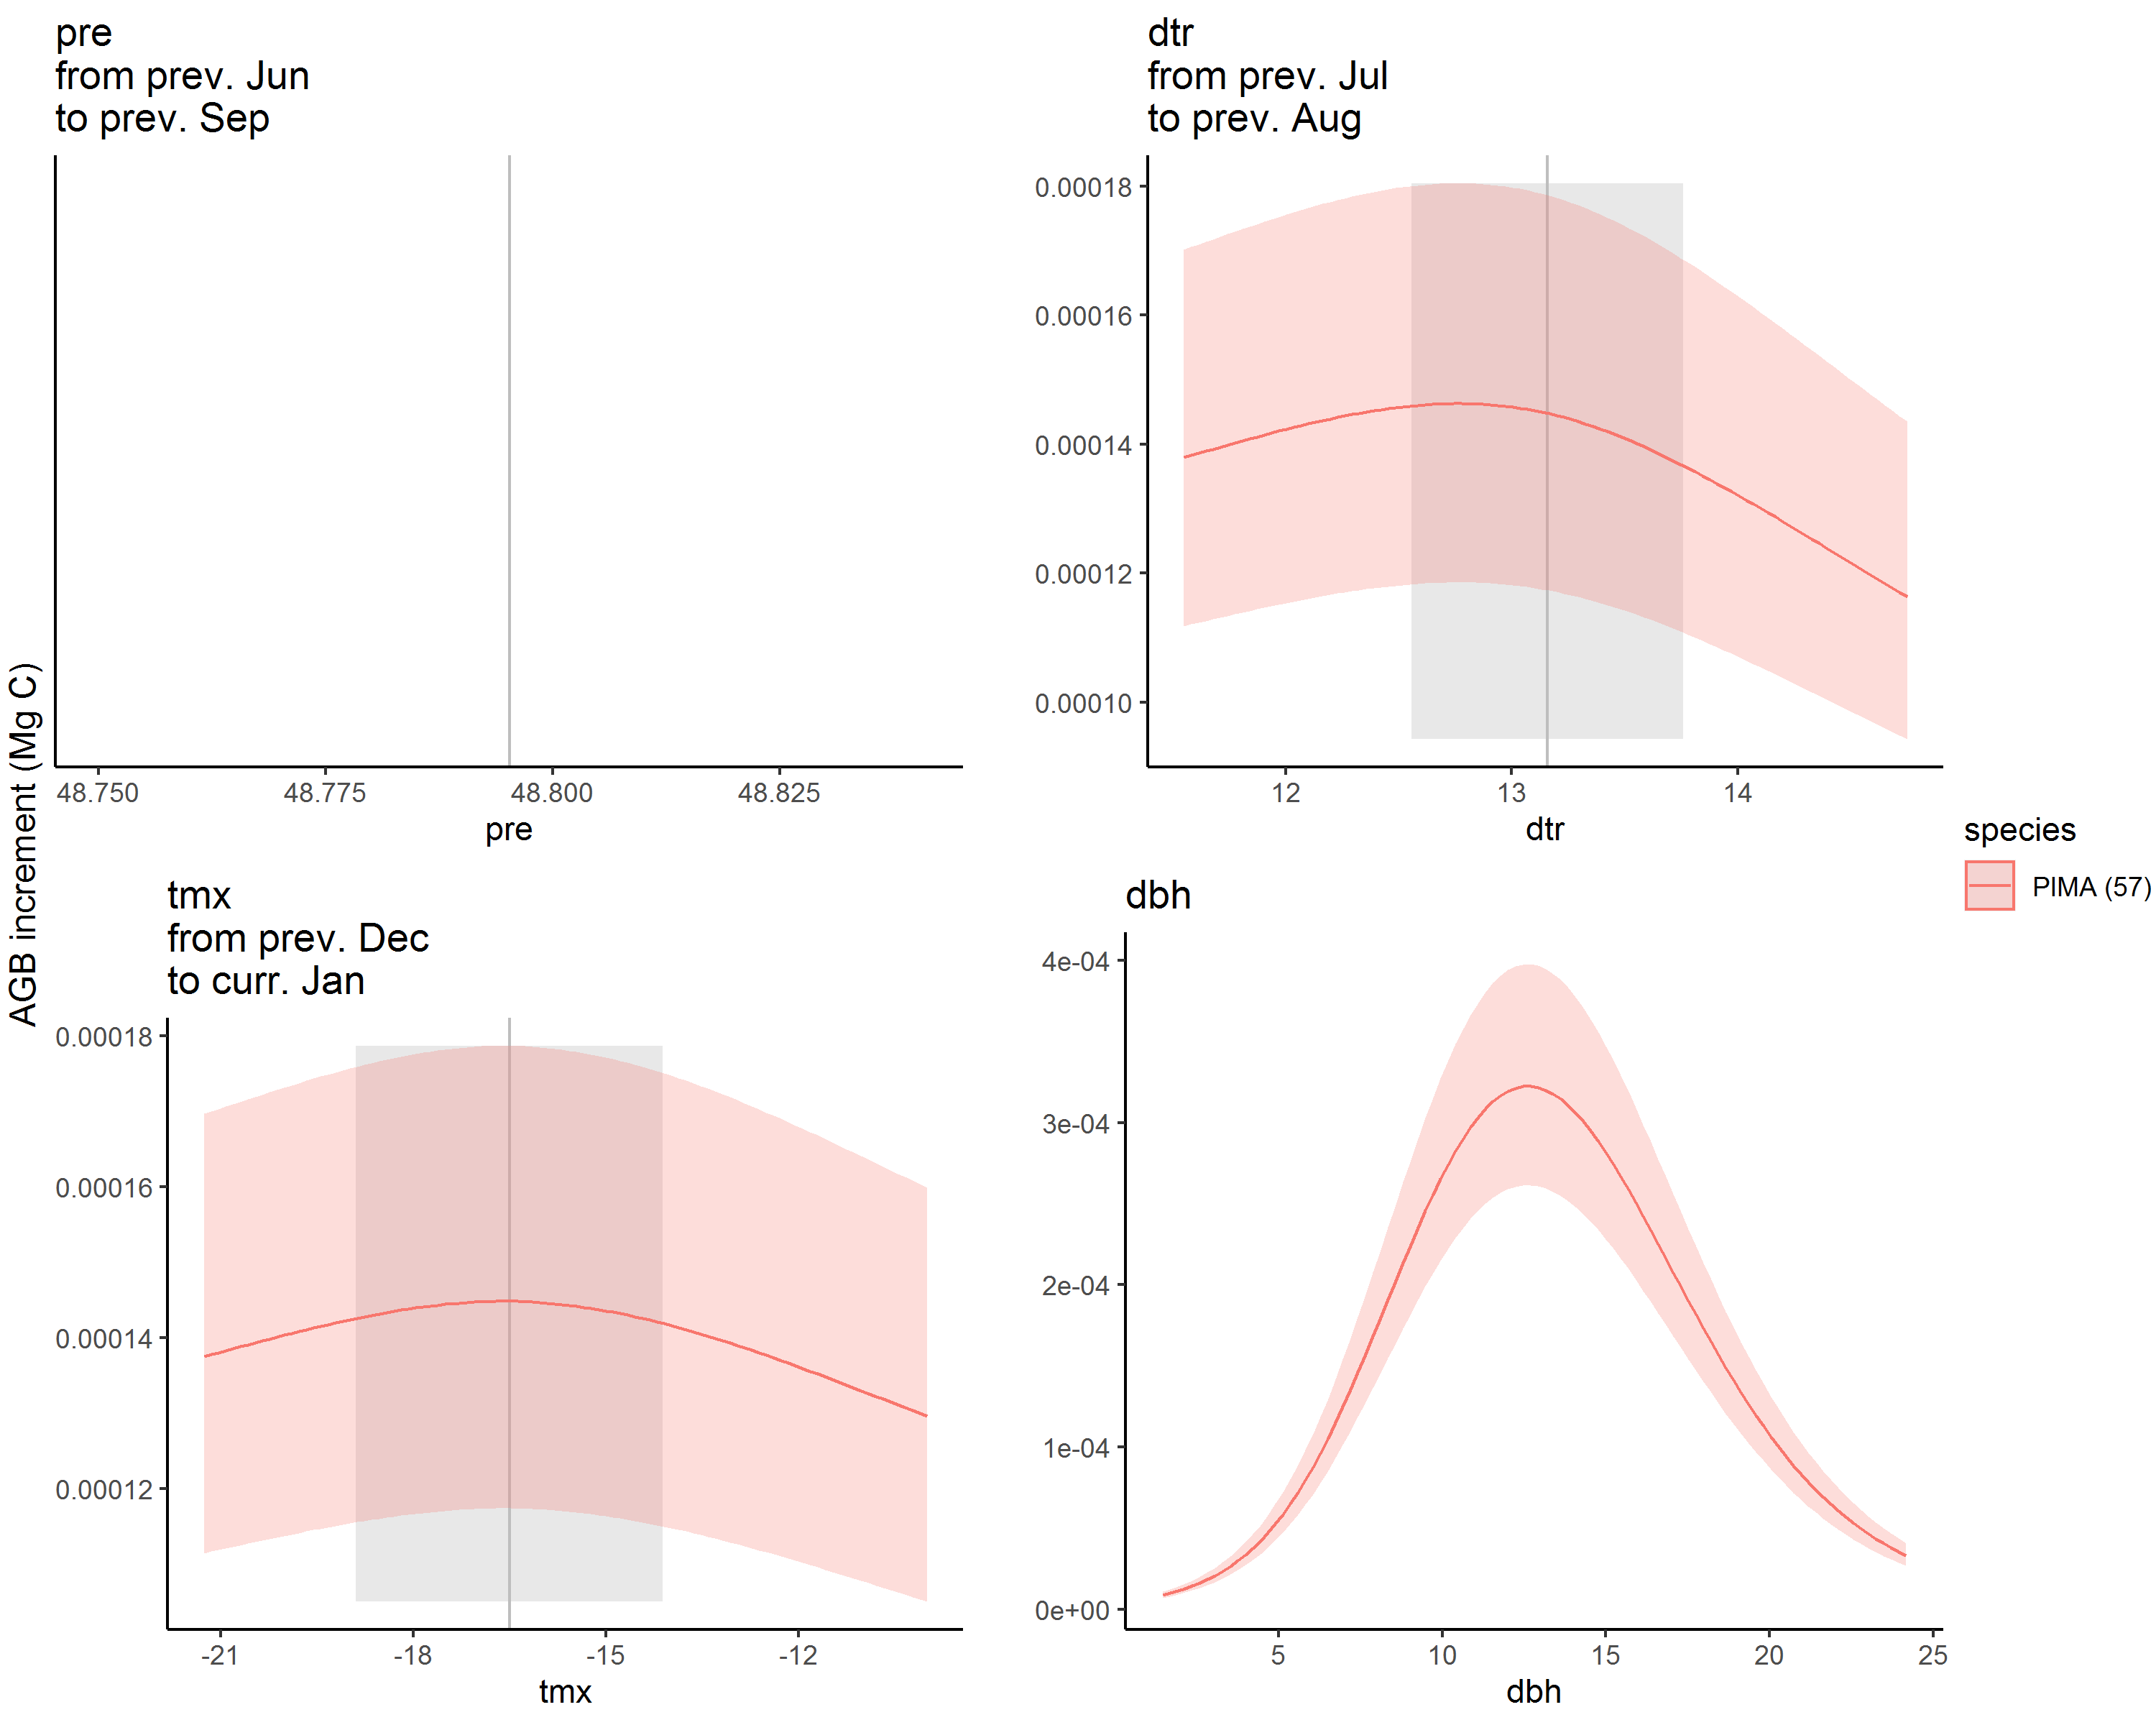 pre
from prev. Jun
to prev. Sep
48.750 48.775 48.800 48.825
pre
dtr
from prev. Jul
to prev. Aug
0.00018
0.00016
0.00014
0.00012
0.00010
12 13 14
dtr
AGB increment (Mg C)
tmx
from prev. Dec
to curr. Jan
0.00018
0.00016
0.00014
0.00012
-21 -18 -15 -12
tmx
dbh
4e-04
3e-04
2e-04
1e-04
0e+00
5 10 15 20 25
dbh
species
PIMA (57)